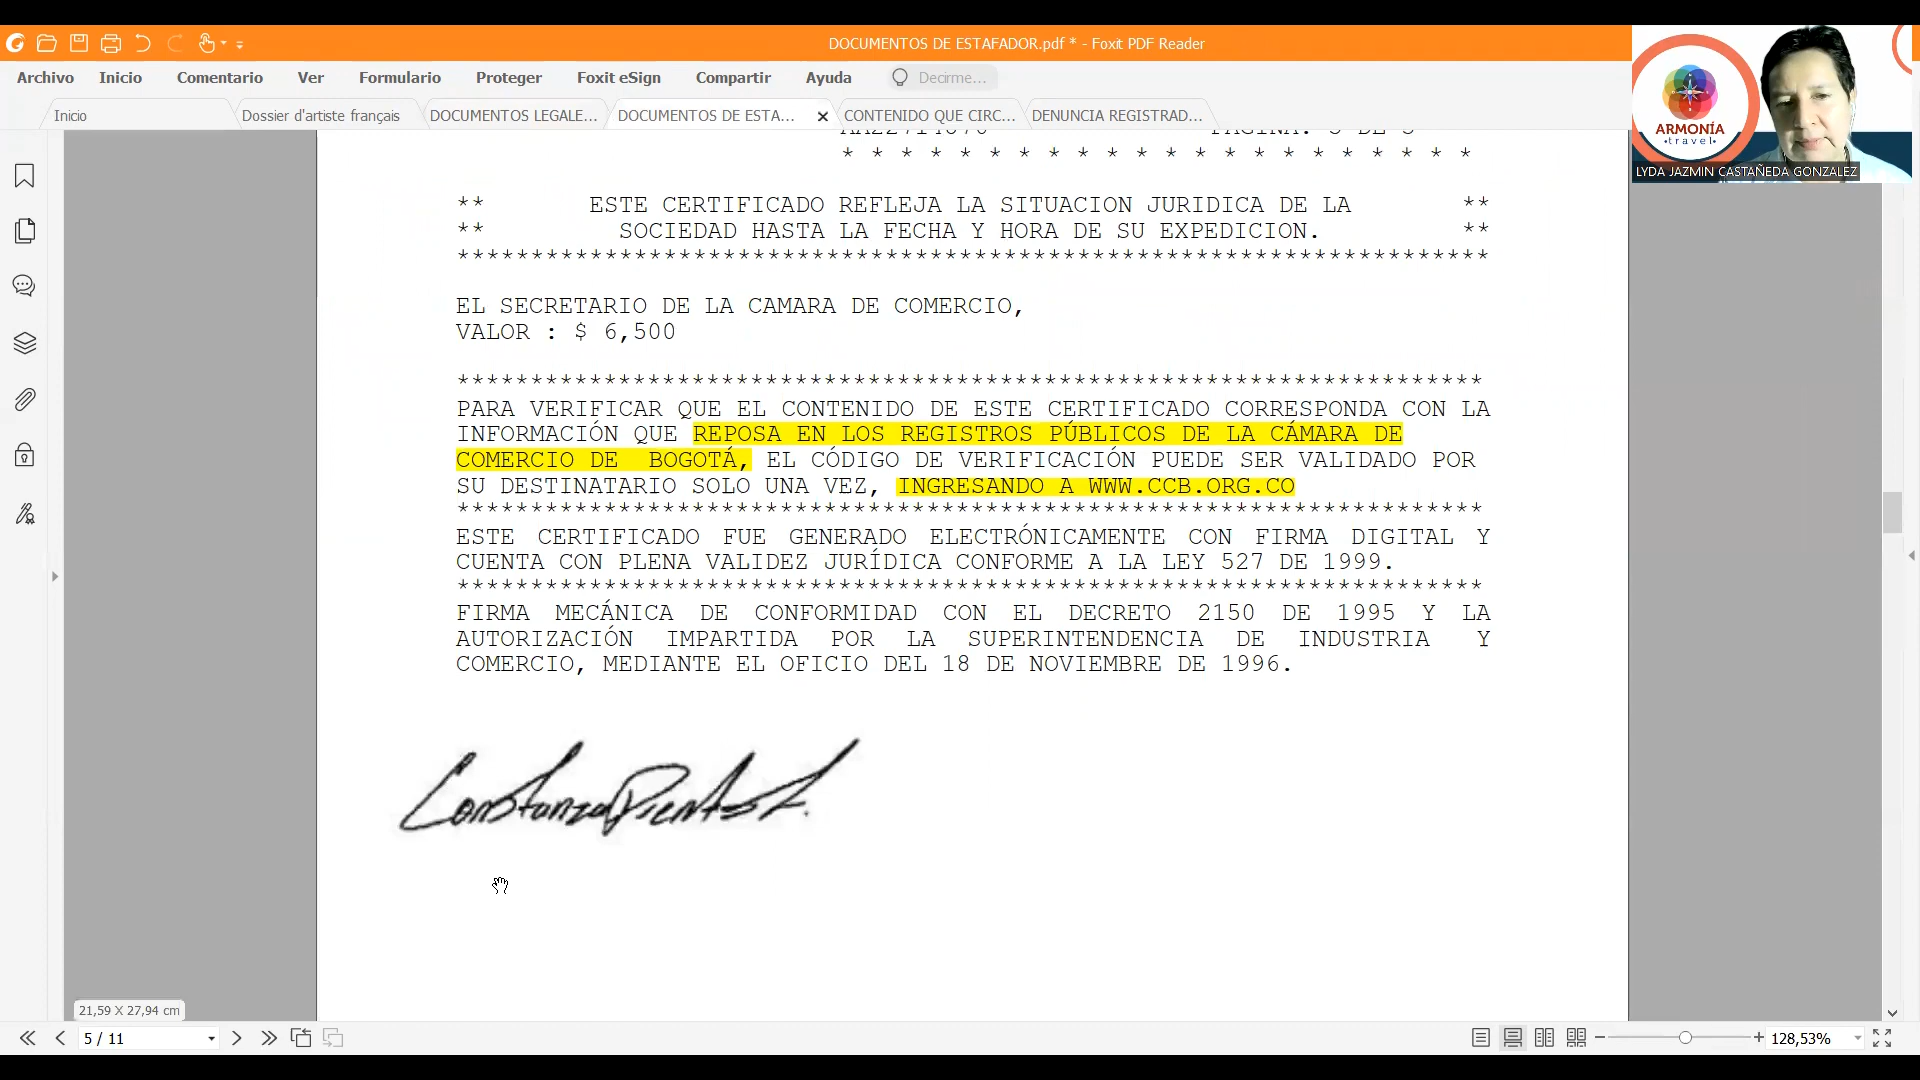 DOCUMENTOS DE ESTAFADOR.pdf * - Foxit PDF Reader
Archivo Inicio Comentario Ver Formulario Proteger Foxit eSign Compartir Ayuda Decirme...
Inicio Dossier d'artiste français DOCUMENTOS LEGALE... DOCUMENTOS DE ESTA... CONTENIDO QUE CIRC... DENUNCIA REGISTRAD...
ARMONÍA
travel
LYDA JAZMIN CASTAÑEDA GONZALEZ
* * * * * * * * * * * * * * * * * * * * * *
** ESTE CERTIFICADO REFLEJA LA SITUACION JURIDICA DE LA **
** SOCIEDAD HASTA LA FECHA Y HORA DE SU EXPEDICION. **
**********************************************************************
EL SECRETARIO DE LA CAMARA DE COMERCIO,
VALOR : $ 6,500
**********************************************************************
PARA VERIFICAR QUE EL CONTENIDO DE ESTE CERTIFICADO CORRESPONDA CON LA
INFORMACIÓN QUE REPOSA EN LOS REGISTROS PÚBLICOS DE LA CÁMARA DE
COMERCIO DE BOGOTÁ, EL CÓDIGO DE VERIFICACIÓN PUEDE SER VALIDADO POR
SU DESTINATARIO SOLO UNA VEZ, INGRESANDO A WWW.CCB.ORG.CO
**********************************************************************
ESTE CERTIFICADO FUE GENERADO ELECTRÓNICAMENTE CON FIRMA DIGITAL Y
CUENTA CON PLENA VALIDEZ JURÍDICA CONFORME A LA LEY 527 DE 1999.
**********************************************************************
FIRMA MECÁNICA DE CONFORMIDAD CON EL DECRETO 2150 DE 1995 Y LA
AUTORIZACIÓN IMPARTIDA POR LA SUPERINTENDENCIA DE INDUSTRIA Y
COMERCIO, MEDIANTE EL OFICIO DEL 18 DE NOVIEMBRE DE 1996.
Constanza
21,59 X 27,94 cm
5 / 11
128,53%